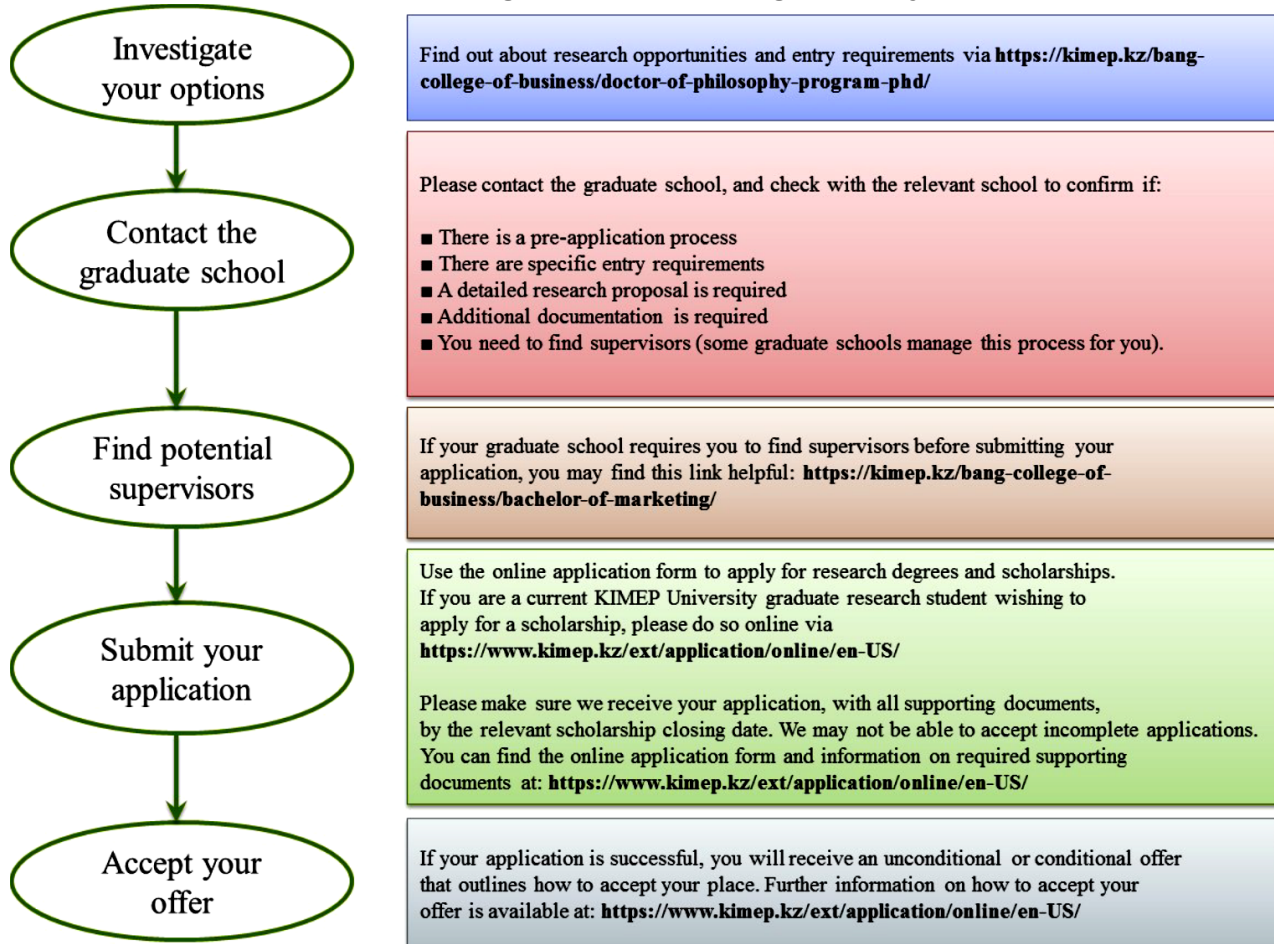 Investigate
your options
Find out about research opportunities and entry requirements via https://kimep.kz/bang-
college-of-business/doctor-of-philosophy-program-phd/
Contact the
graduate school
Please contact the graduate school, and check with the relevant school to confirm if:
■ There is a pre-application process
■ There are specific entry requirements
■ A detailed research proposal is required
■ Additional documentation is required
■ You need to find supervisors (some graduate schools manage this process for you).
Find potential
supervisors
If your graduate school requires you to find supervisors before submitting your
application, you may find this link helpful: https://kimep.kz/bang-college-of-
business/bachelor-of-marketing/
Submit your
application
Use the online application form to apply for research degrees and scholarships.
If you are a current KIMEP University graduate research student wishing to
apply for a scholarship, please do so online via
https://www.kimep.kz/ext/application/online/en-US/
Please make sure we receive your application, with all supporting documents,
by the relevant scholarship closing date. We may not be able to accept incomplete applications.
You can find the online application form and information on required supporting
documents at: https://www.kimep.kz/ext/application/online/en-US/
Accept your
offer
If your application is successful, you will receive an unconditional or conditional offer
that outlines how to accept your place. Further information on how to accept your
offer is available at: https://www.kimep.kz/ext/application/online/en-US/